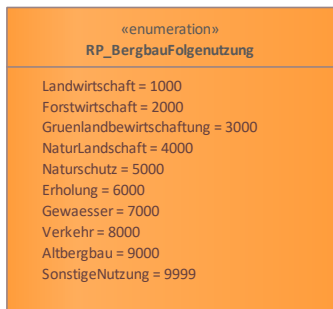 «enumeration»
RP_BergbauFolgenutzung
Landwirtschaft = 1000
Forstwirtschaft = 2000
Gruenlandbewirtschaftung = 3000
NaturLandschaft = 4000
Naturschutz = 5000
Erholung = 6000
Gewaesser = 7000
Verkehr = 8000
Altbergbau = 9000
SonstigeNutzung = 9999